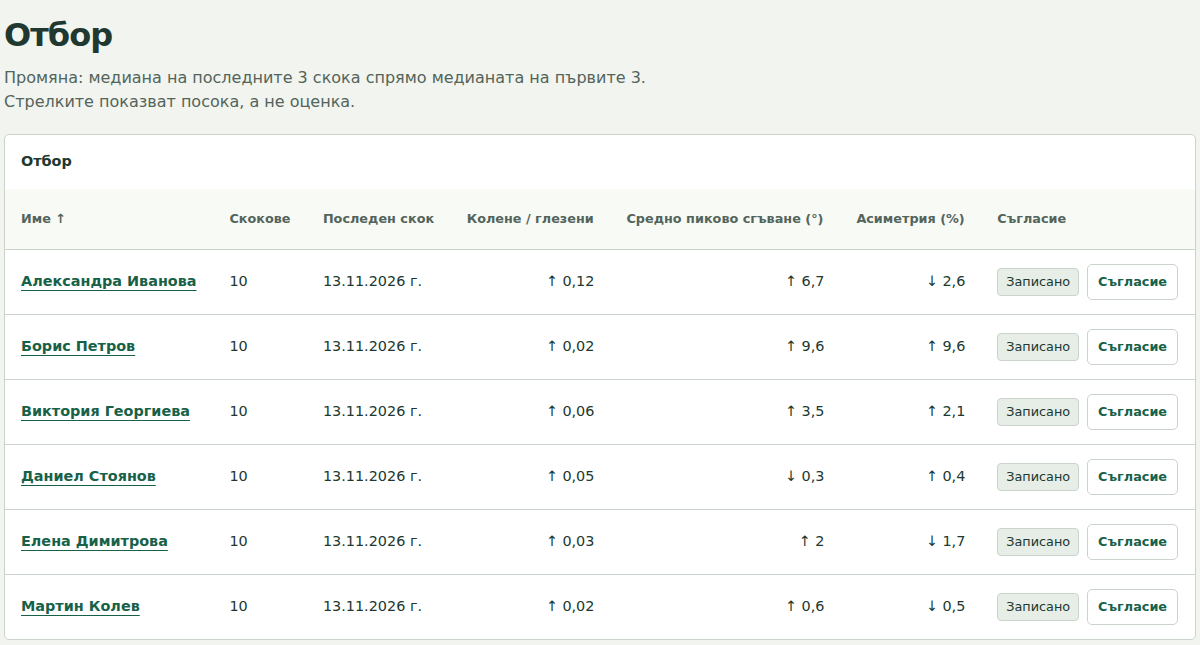 Отбор
Промяна: медиана на последните 3 скока спрямо медианата на първите 3.
Стрелките показват посока, а не оценка.
Отбор
Име ↑ Скокове Последен скок Колене / глезени Средно пиково сгъване (°) Асиметрия (%) Съгласие
Александра Иванова 10 13.11.2026 г. ↑ 0,12 ↑ 6,7 ↓ 2,6 Записано Съгласие
Борис Петров 10 13.11.2026 г. ↑ 0,02 ↑ 9,6 ↑ 9,6 Записано Съгласие
Виктория Георгиева 10 13.11.2026 г. ↑ 0,06 ↑ 3,5 ↑ 2,1 Записано Съгласие
Даниел Стоянов 10 13.11.2026 г. ↑ 0,05 ↓ 0,3 ↑ 0,4 Записано Съгласие
Елена Димитрова 10 13.11.2026 г. ↑ 0,03 ↑ 2 ↓ 1,7 Записано Съгласие
Мартин Колев 10 13.11.2026 г. ↑ 0,02 ↑ 0,6 ↓ 0,5 Записано Съгласие